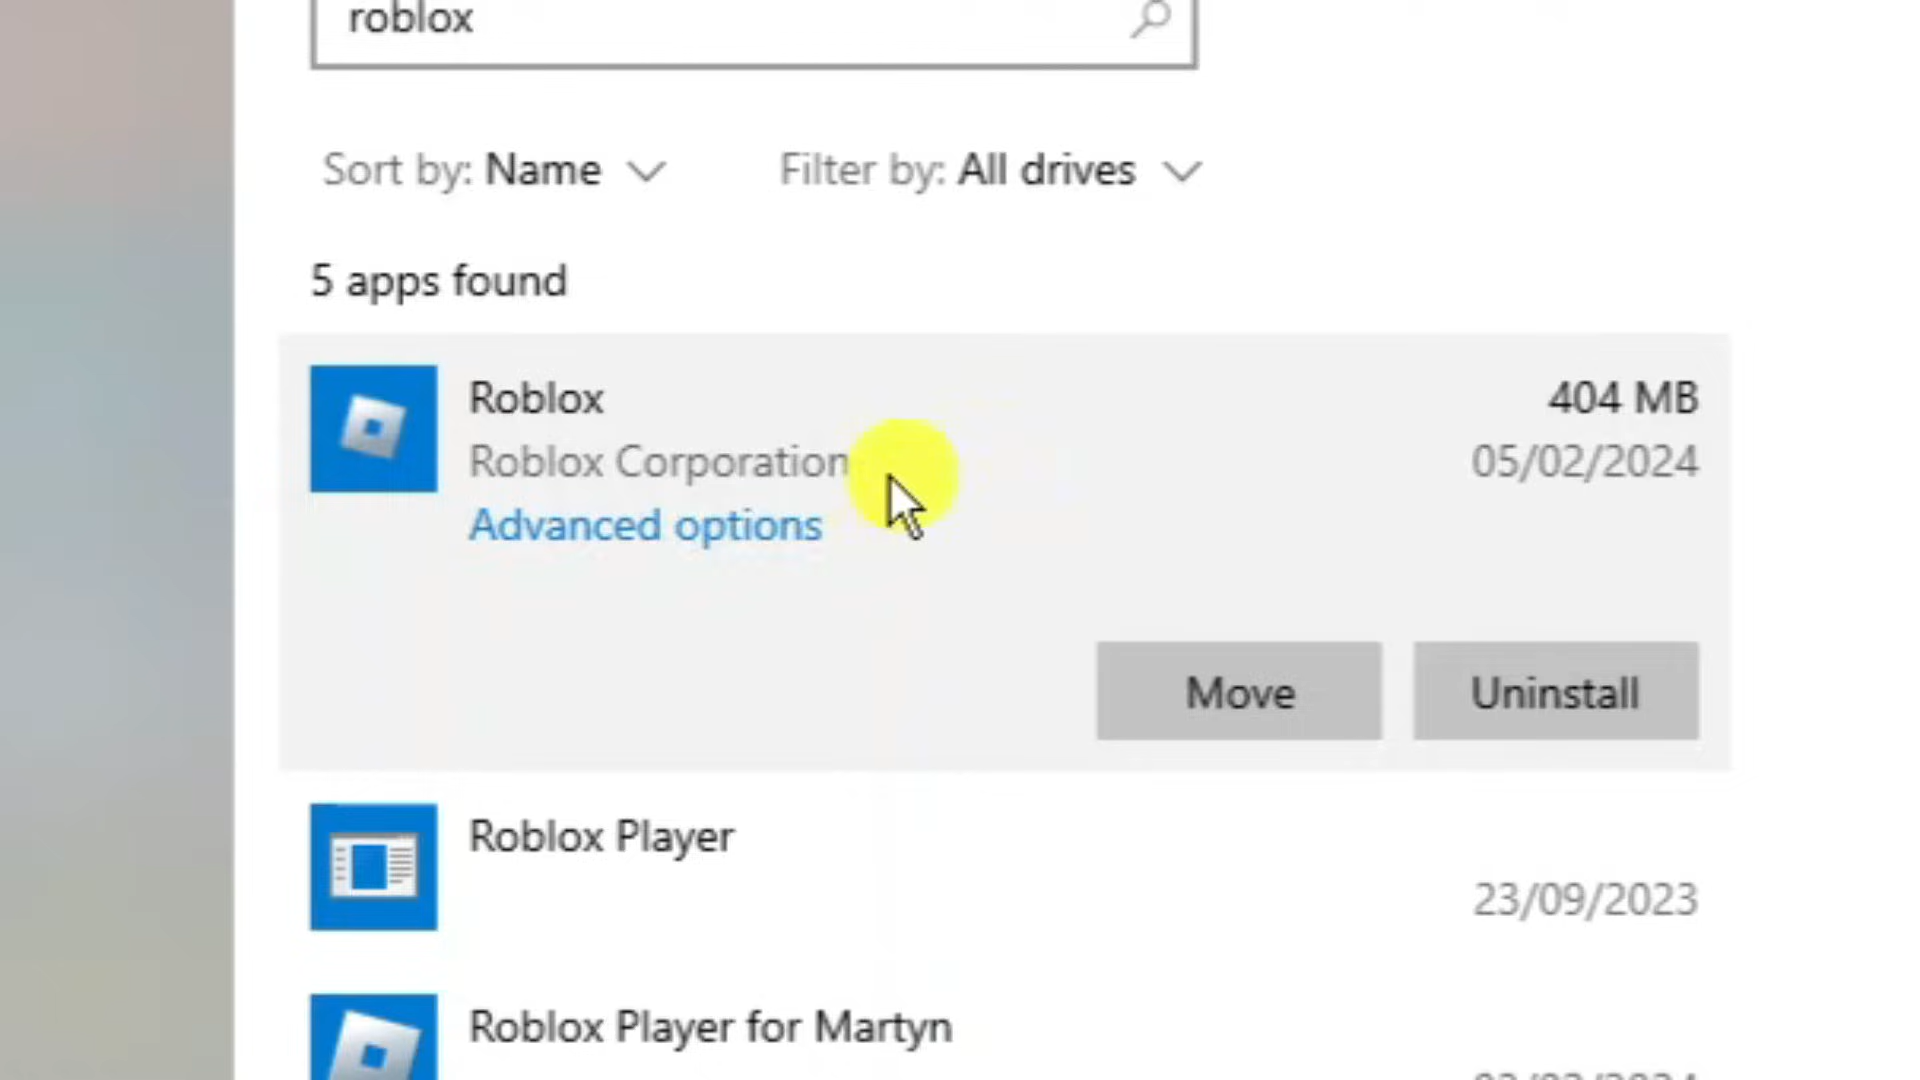 roblox
Sort by: Name
Filter by: All drives
5 apps found
Roblox
404 MB
Roblox Corporation
05/02/2024
Advanced options
Move
Uninstall
Roblox Player
23/09/2023
Roblox Player for Martyn